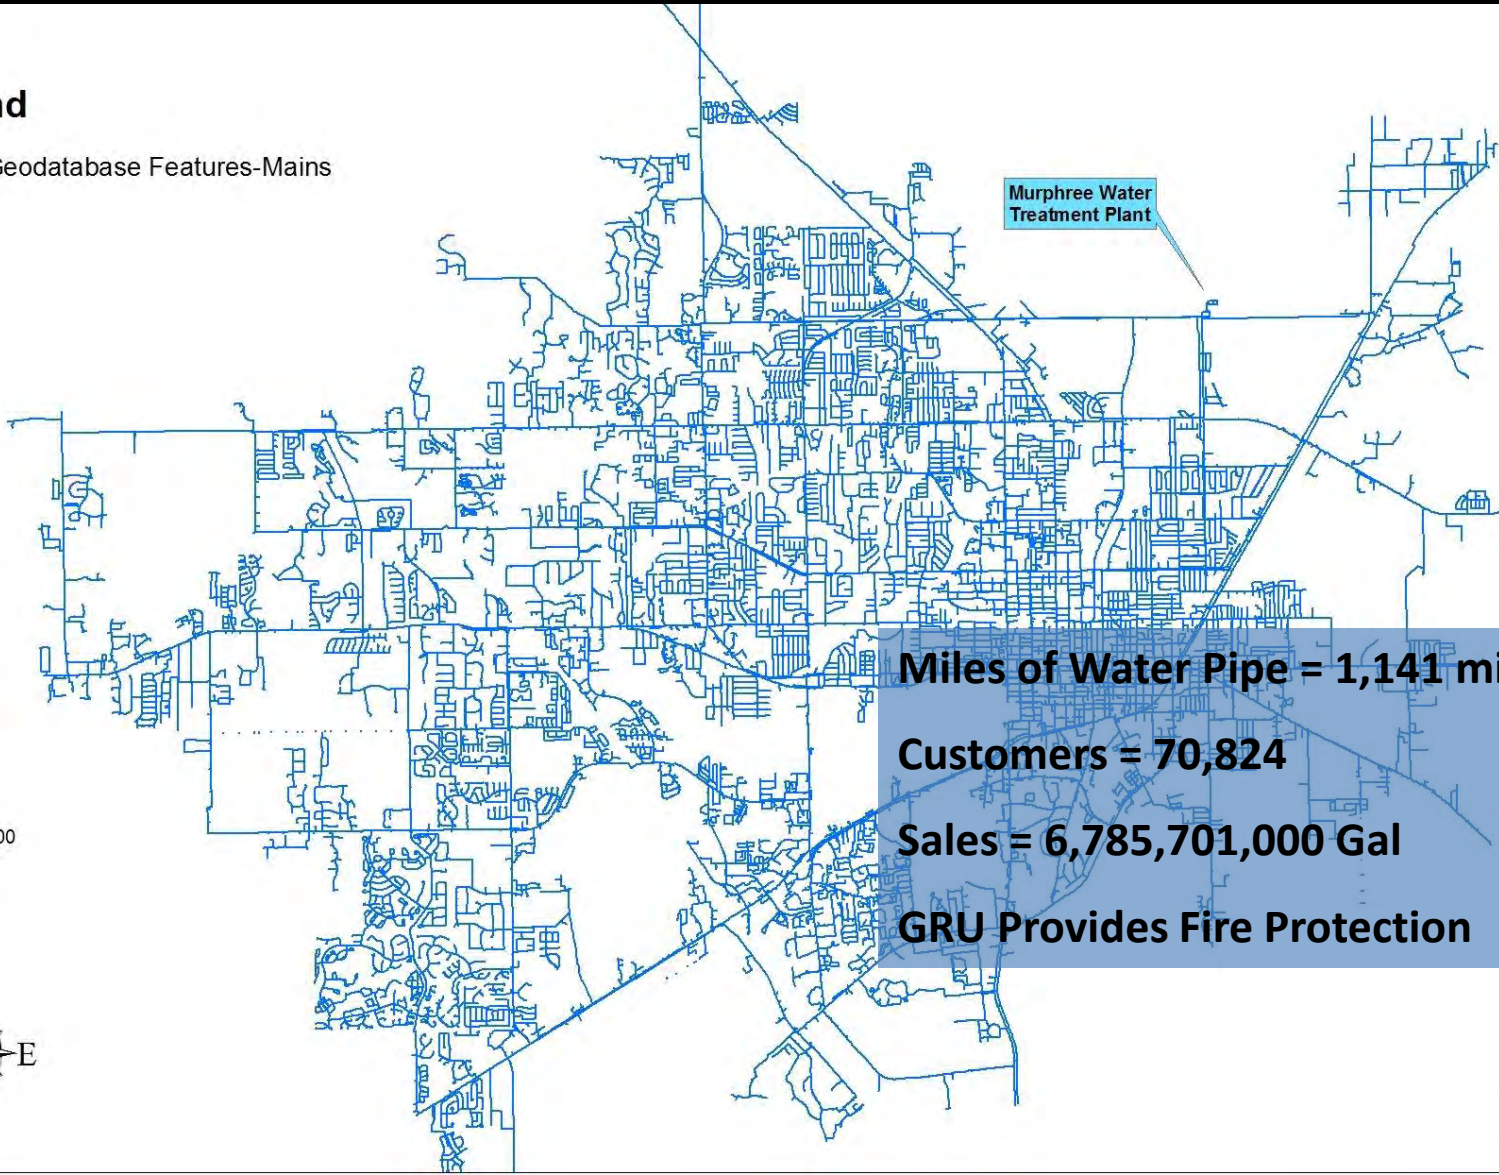 nd
Geodatabase Features-Mains
Murphree Water
Treatment Plant
Miles of Water Pipe = 1,141 mi
Customers = 70,824
Sales = 6,785,701,000 Gal
GRU Provides Fire Protection
00
E